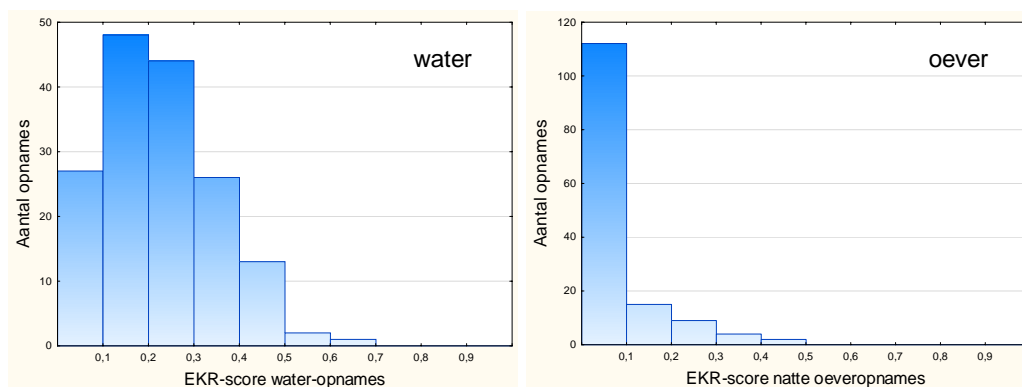 50
40
30
20
10
0
Aantal opnames
water
0,1 0,2 0,3 0,4 0,5 0,6 0,7 0,8 0,9
EKR-score water-opnames
120
100
80
60
40
20
0
Aantal opnames
oever
0,1 0,2 0,3 0,4 0,5 0,6 0,7 0,8 0,9
EKR-score natte oeveropnames